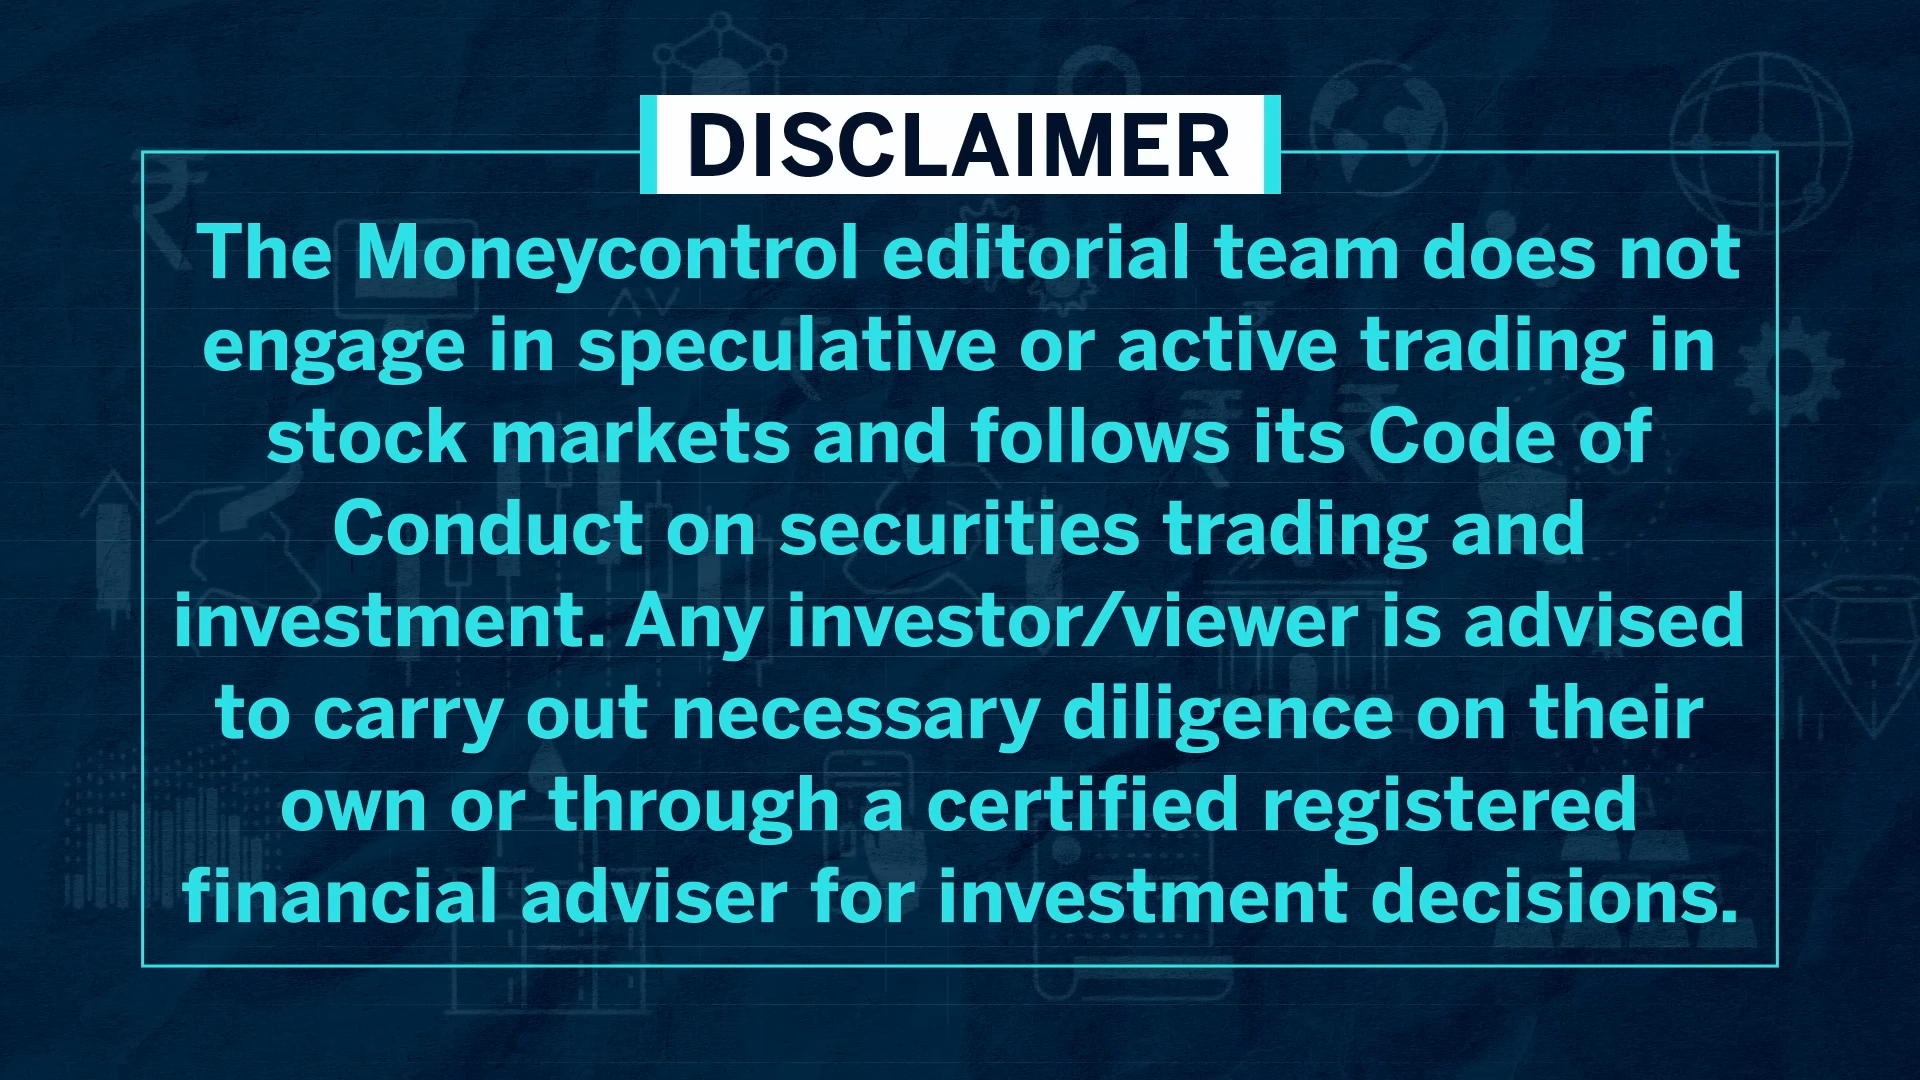 DISCLAIMER
The Moneycontrol editorial team does not
engage in speculative or active trading in
stock markets and follows its Code of
Conduct on securities trading and
investment. Any investor/viewer is advised
to carry out necessary diligence on their
own or through a certified registered
financial adviser for investment decisions.